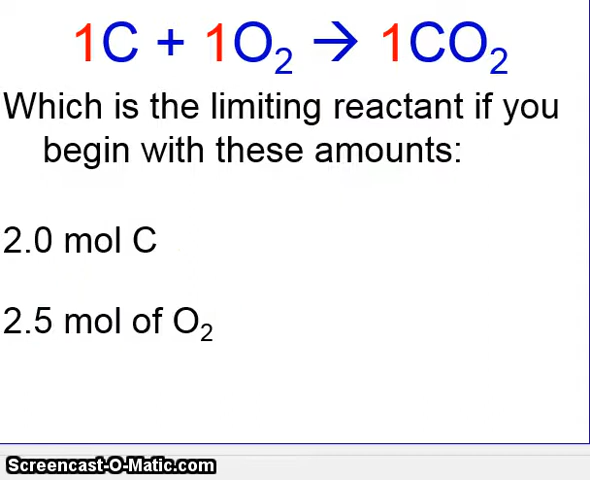 1C + 1O₂ → 1CO₂
Which is the limiting reactant if you
begin with these amounts:
2.0 mol C
2.5 mol of O₂
Screencast-O-Matic.com